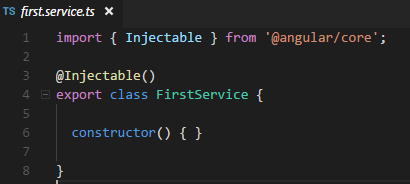 TS first.service.ts ×
1 import { Injectable } from '@angular/core';
2
3 @Injectable()
4 export class FirstService {
5
6 constructor() { }
7
8 }